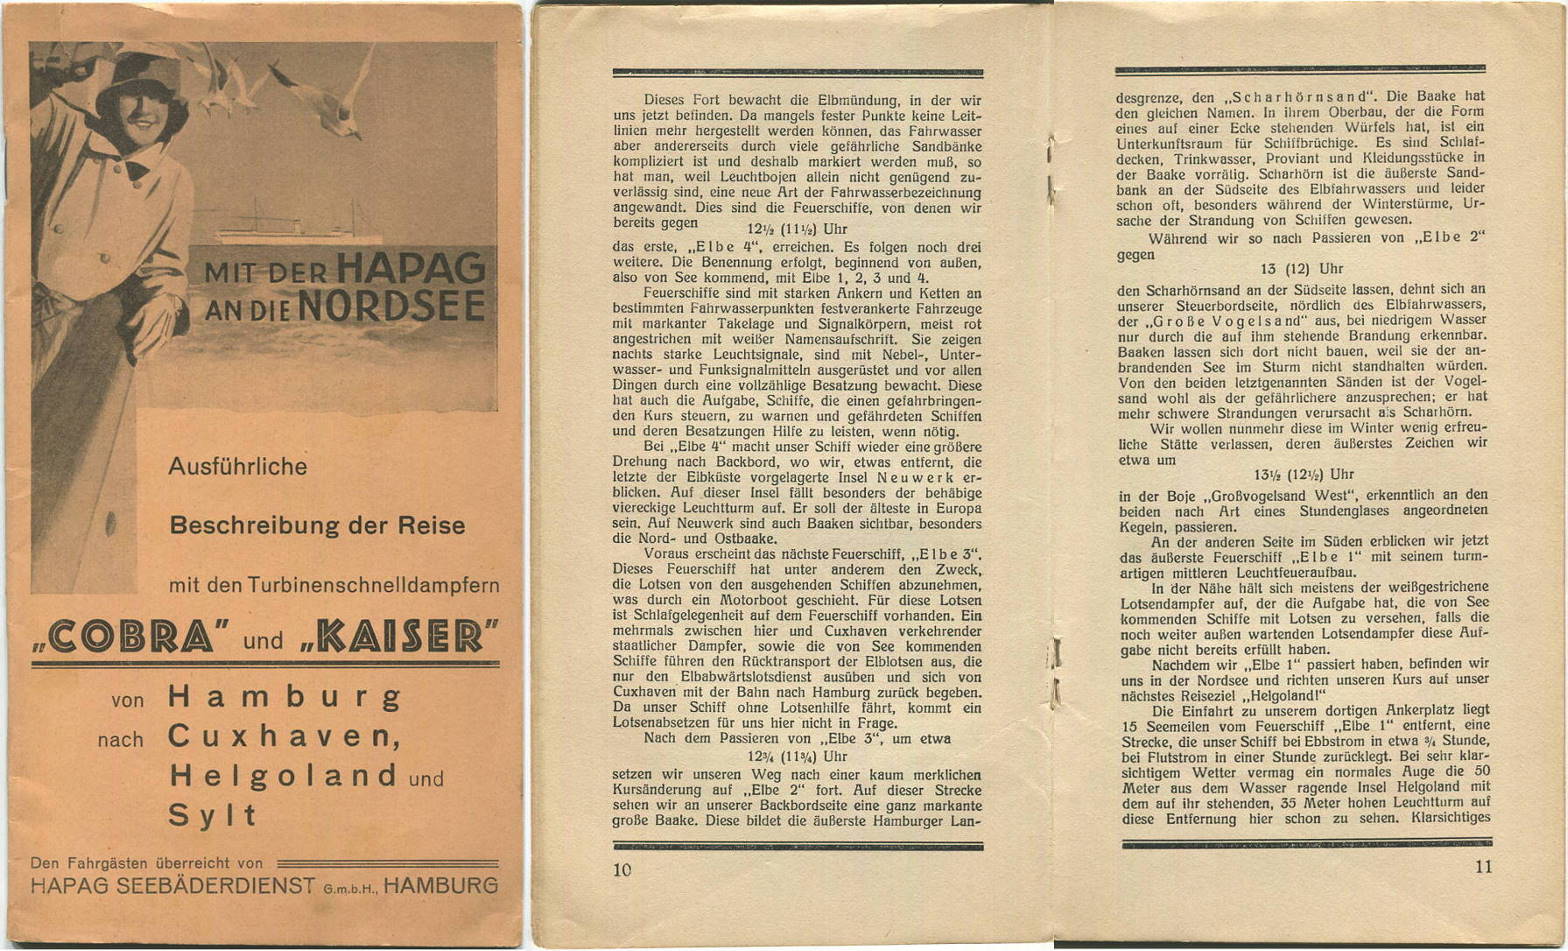 MIT DER HAPAG
AN DIE NORDSEE
Ausführliche
Beschreibung der Reise
mit den Turbinenschnelldampfern
„COBRA” und „KAISER”
von Hamburg
nach Cuxhaven,
Helgoland und
Sylt
Den Fahrgästen überreicht von
HAPAG SEEBÄDERDIENST G.m.b.H., HAMBURG
Dieses Fort bewacht die Elbmündung, in der wir
uns jetzt befinden. Da mangels fester Punkte keine Leit-
linien mehr hergestellt werden können, das Fahrwasser
aber andererseits durch viele gefährliche Sandbänke
kompliziert ist und deshalb markiert werden muß, so
hat man, weil Leuchtbojen allein nicht genügend zu-
verlässig sind, eine neue Art der Fahrwasserbezeichnung
angewandt. Dies sind die Feuerschiffe, von denen wir
bereits gegen 12½ (11½) Uhr
das erste, „Elbe 4“, erreichen. Es folgen noch drei
weitere. Die Benennung erfolgt, beginnend von außen,
also von See kommend, mit Elbe 1, 2, 3 und 4.
Feuerschiffe sind mit starken Ankern und Ketten an
bestimmten Fahrwasserpunkten festverankerte Fahrzeuge
mit markanter Takelage und Signalkörpern, meist rot
angestrichen mit weißer Namensaufschrift. Sie zeigen
nachts starke Leuchtsignale, sind mit Nebel-, Unter-
wasser- und Funksignalmitteln ausgerüstet und vor allen
Dingen durch eine vollzählige Besatzung bewacht. Diese
hat auch die Aufgabe, Schiffe, die einen gefahrbringen-
den Kurs steuern, zu warnen und gefährdeten Schiffen
und deren Besatzungen Hilfe zu leisten, wenn nötig.
Bei „Elbe 4“ macht unser Schiff wieder eine größere
Drehung nach Backbord, wo wir, etwas entfernt, die
letzte der Elbküste vorgelagerte Insel Neuwerk er-
blicken. Auf dieser Insel fällt besonders der behäbige
viereckige Leuchtturm auf. Er soll der älteste in Europa
sein. Auf Neuwerk sind auch Baaken sichtbar, besonders
die Nord- und Ostbaake.
Voraus erscheint das nächste Feuerschiff, „Elbe 3“.
Dieses Feuerschiff hat unter anderem den Zweck,
die Lotsen von den ausgehenden Schiffen abzunehmen,
was durch ein Motorboot geschieht. Für diese Lotsen
ist Schlafgelegenheit auf dem Feuerschiff vorhanden. Ein
mehrmals zwischen hier und Cuxhaven verkehrender
staatlicher Dampfer, sowie die von See kommenden
Schiffe führen den Rücktransport der Elblotsen aus, die
nur den Elbabwärtslotsdienst ausüben und sich von
Cuxhaven mit der Bahn nach Hamburg zurück begeben.
Da unser Schiff ohne Lotsenhilfe fährt, kommt ein
Lotsenabsetzen für uns hier nicht in Frage.
Nach dem Passieren von „Elbe 3“, um etwa
12¾ (11¾) Uhr
setzen wir unseren Weg nach einer kaum merklichen
Kursänderung auf „Elbe 2“ fort. Auf dieser Strecke
sehen wir an unserer Backbordseite eine ganz markante
große Baake. Diese bildet die äußerste Hamburger Lan-
10
desgrenze, den „Scharhörnsand“. Die Baake hat
den gleichen Namen. In ihrem Oberbau, der die Form
eines auf einer Ecke stehenden Würfels hat, ist ein
Unterkunftsraum für Schiffbrüchige. Es sind Schlaf-
decken, Trinkwasser, Proviant und Kleidungsstücke in
der Baake vorrätig. Scharhörn ist die äußerste Sand-
bank an der Südseite des Elbfahrwassers und leider
schon oft, besonders während der Winterstürme, Ur-
sache der Strandung von Schiffen gewesen.
Während wir so nach Passieren von „Elbe 2“
gegen
13 (12) Uhr
den Scharhörnsand an der Südseite lassen, dehnt sich an
unserer Steuerbordseite, nördlich des Elbfahrwassers,
der „Große Vogelsand“ aus, bei niedrigem Wasser
nur durch die auf ihm stehende Brandung erkennbar.
Baaken lassen sich dort nicht bauen, weil sie der an-
brandenden See im Sturm nicht standhalten würden.
Von den beiden letztgenannten Sänden ist der Vogel-
sand wohl als der gefährlichere anzusprechen; er hat
mehr schwere Strandungen verursacht als Scharhörn.
Wir wollen nunmehr diese im Winter wenig erfreu-
liche Stätte verlassen, deren äußerstes Zeichen wir
etwa um
13½ (12½) Uhr
in der Boje „Großvogelsand West“, erkenntlich an den
beiden nach Art eines Stundenglases angeordneten
Kegeln, passieren.
An der anderen Seite im Süden erblicken wir jetzt
das äußerste Feuerschiff „Elbe 1“ mit seinem turm-
artigen mittleren Leuchtfeueraufbau.
In der Nähe hält sich meistens der weißgestrichene
Lotsendampfer auf, der die Aufgabe hat, die von See
kommenden Schiffe mit Lotsen zu versehen, falls die
noch weiter außen wartenden Lotsendampfer diese Auf-
gabe nicht bereits erfüllt haben.
Nachdem wir „Elbe 1“ passiert haben, befinden wir
uns in der Nordsee und richten unseren Kurs auf unser
nächstes Reiseziel „Helgoland!“
Die Einfahrt zu unserem dortigen Ankerplatz liegt
15 Seemeilen vom Feuerschiff „Elbe 1“ entfernt, eine
Strecke, die unser Schiff bei Ebbstrom in etwa ¾ Stunde,
bei Flutstrom in einer Stunde zurücklegt. Bei sehr klar-
sichtigem Wetter vermag ein normales Auge die 50
Meter aus dem Wasser ragende Insel Helgoland mit
dem auf ihr stehenden, 35 Meter hohen Leuchtturm auf
diese Entfernung hier schon zu sehen. Klarsichtiges
11